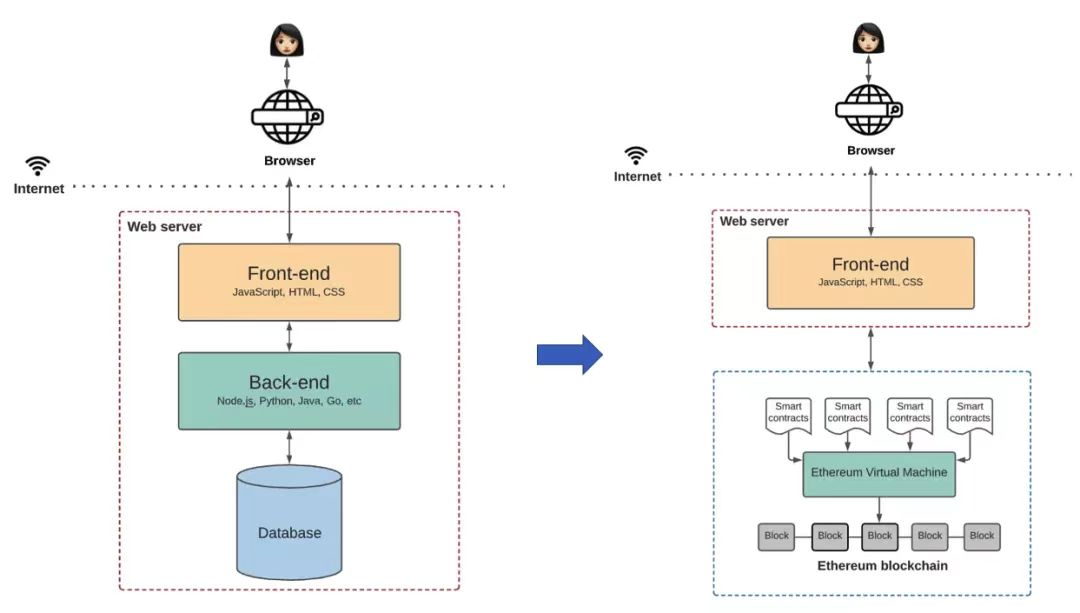 Browser
Internet
Web server
Front-end
JavaScript, HTML, CSS
Back-end
Node.js, Python, Java, Go, etc
Database
Browser
Internet
Web server
Front-end
JavaScript, HTML, CSS
Smart
contracts
Smart
contracts
Smart
contracts
Smart
contracts
Ethereum Virtual Machine
Block
Block
Block
Block
Block
Ethereum blockchain